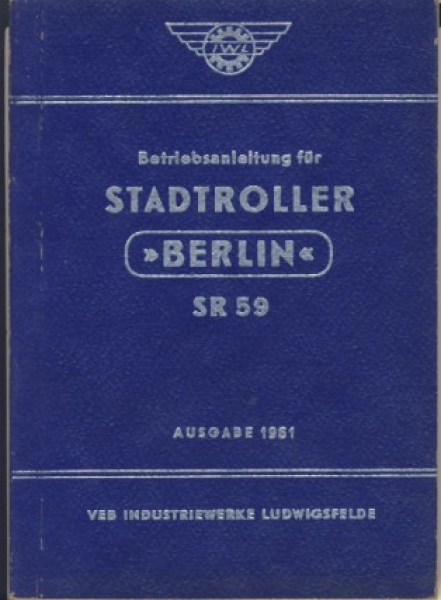 IWL
Betriebsanleitung für
STADTROLLER
»BERLIN«
SR 59
AUSGABE 1961
VEB INDUSTRIEWERKE LUDWIGSFELDE